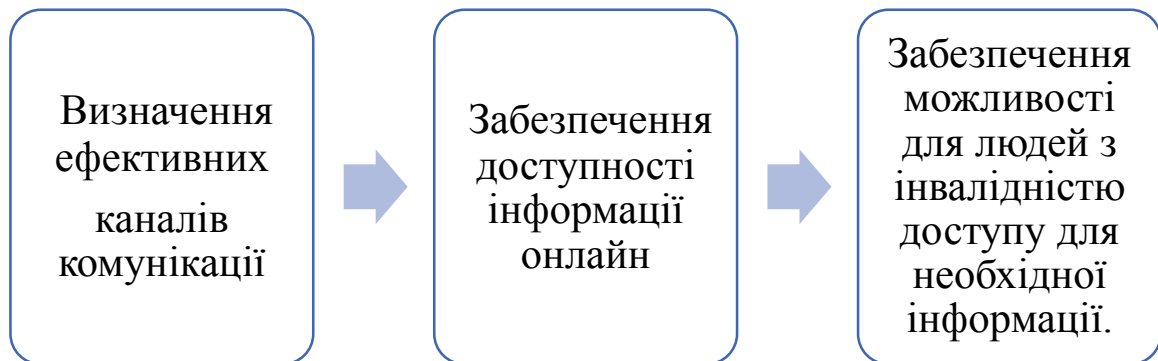 Визначення
ефективних
каналів
комунікації
Забезпечення
доступності
інформації
онлайн
Забезпечення
можливості
для людей з
інвалідністю
доступу для
необхідної
інформації.